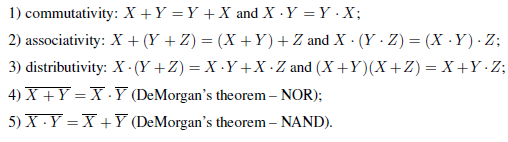 1) commutativity: X + Y = Y + X and X · Y = Y · X;
2) associativity: X + (Y + Z) = (X + Y) + Z and X · (Y · Z) = (X · Y) · Z;
3) distributivity: X · (Y + Z) = X · Y + X · Z and (X + Y)(X + Z) = X + Y · Z;
4) X̅ ̅+̅ ̅Y̅ = X̅ · Y̅ (DeMorgan's theorem – NOR);
5) X̅ ̅·̅ ̅Y̅ = X̅ + Y̅ (DeMorgan's theorem – NAND).